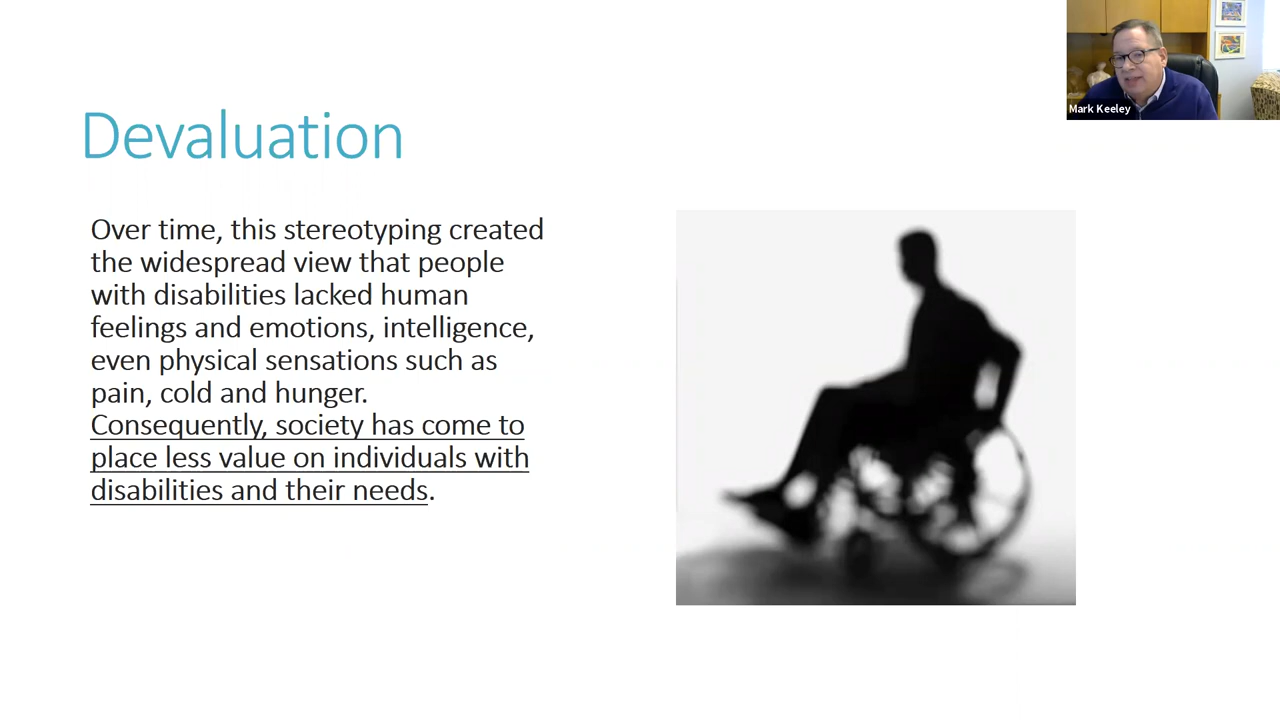 Devaluation
Over time, this stereotyping created
the widespread view that people
with disabilities lacked human
feelings and emotions, intelligence,
even physical sensations such as
pain, cold and hunger.
Consequently, society has come to
place less value on individuals with
disabilities and their needs.
Mark Keeley